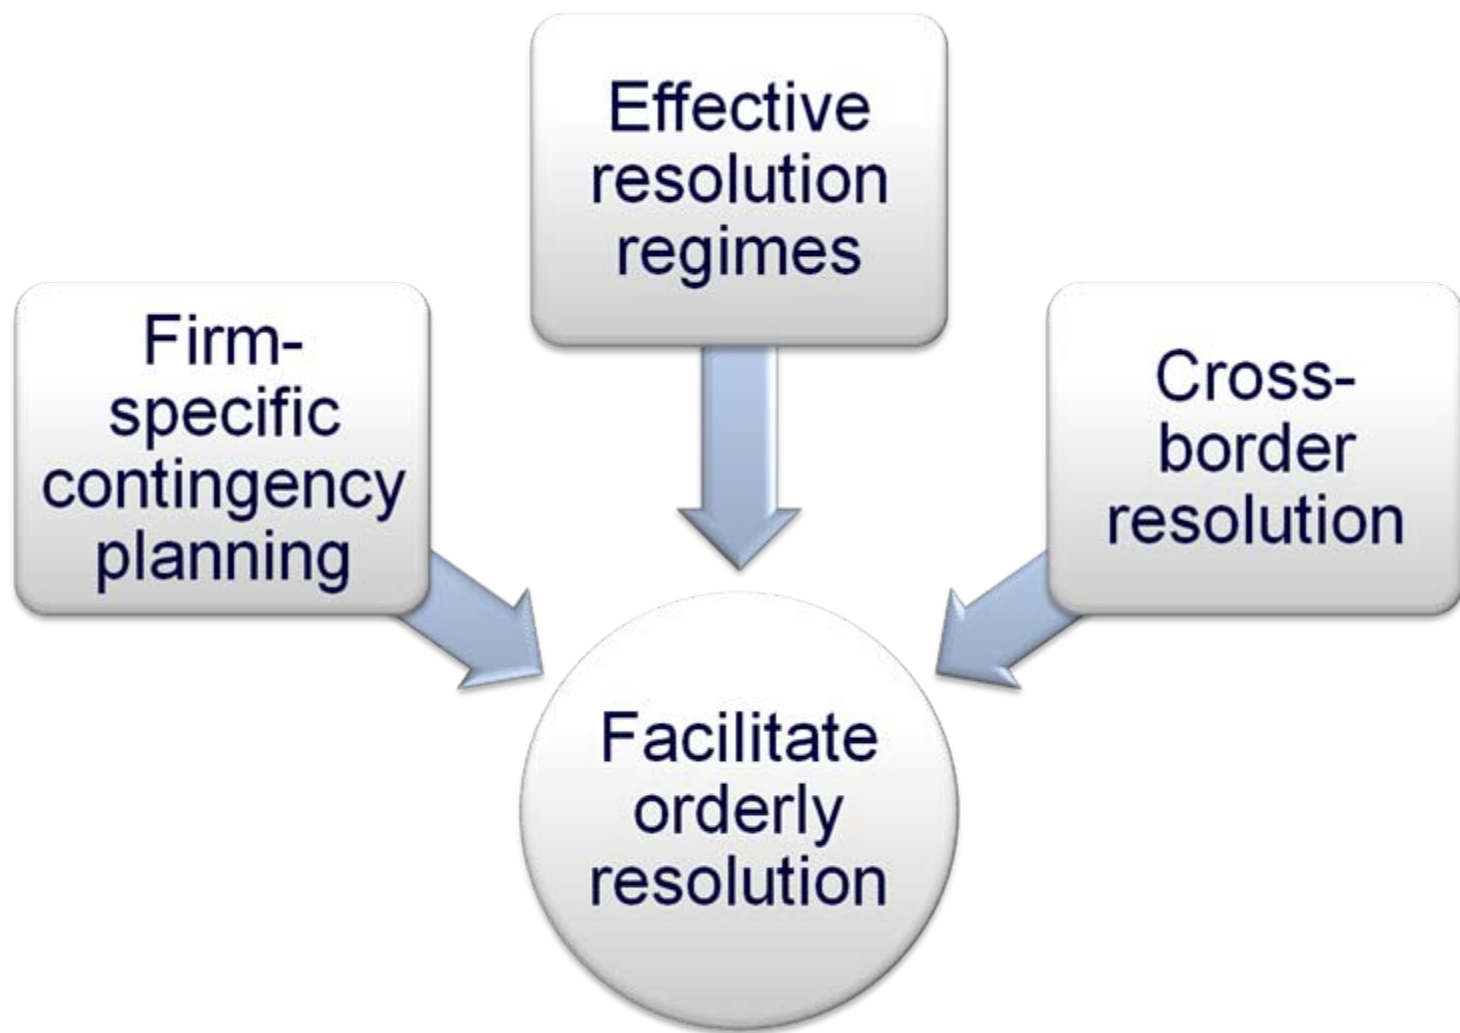 Effective
resolution
regimes
Firm-
specific
contingency
planning
Cross-
border
resolution
Facilitate
orderly
resolution